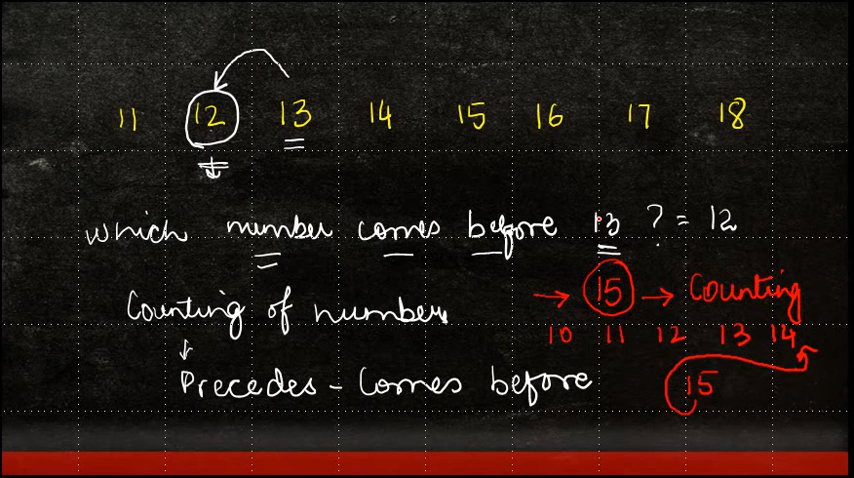 11 12 13 14 15 16 17 18
which number comes before 13 ? = 12
→ 15 → Counting
Counting of numbers
10 11 12 13 14
Precedes - Comes before
15